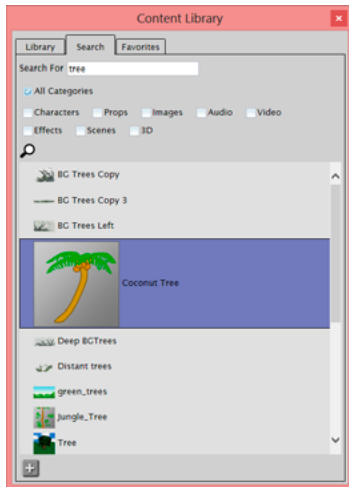 Content Library
Library Search Favorites
Search For tree
All Categories
Characters Props Images Audio Video
Effects Scenes 3D
BG Trees Copy
BG Trees Copy 3
BG Trees Left
Coconut Tree
Deep BGTrees
Distant trees
green_trees
Jungle_Tree
Tree